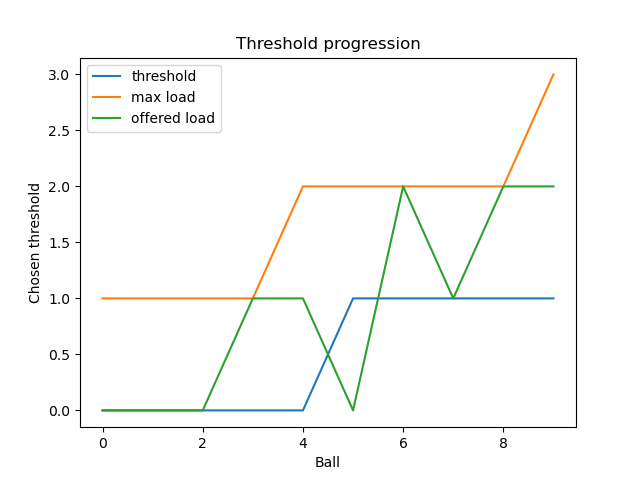 Threshold progression
threshold
max load
offered load
3.0
2.5
2.0
1.5
1.0
0.5
0.0
Chosen threshold
0 2 4 6 8
Ball